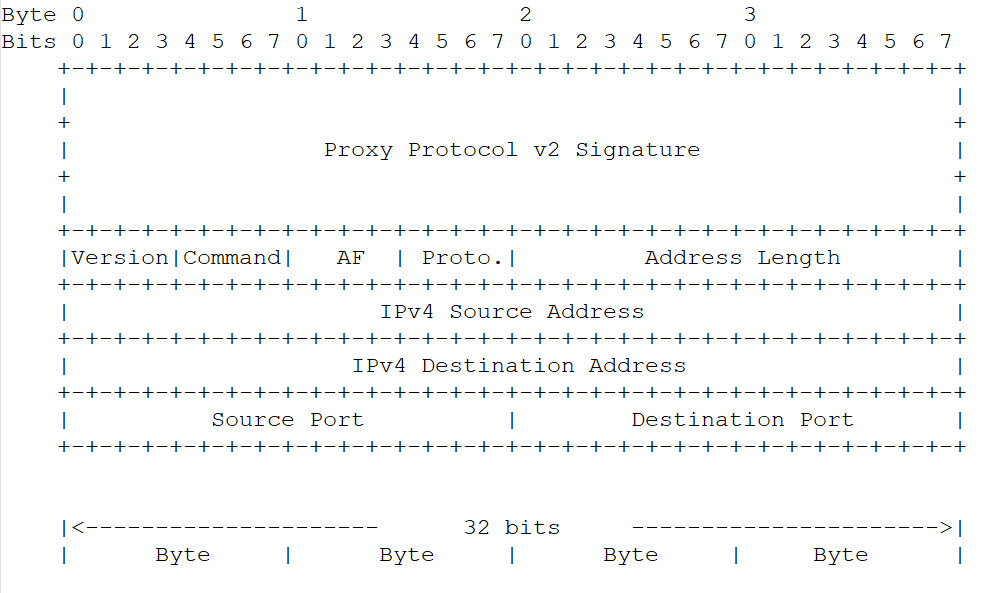 Byte 0               1               2               3
Bits 0 1 2 3 4 5 6 7 0 1 2 3 4 5 6 7 0 1 2 3 4 5 6 7 0 1 2 3 4 5 6 7
    +-+-+-+-+-+-+-+-+-+-+-+-+-+-+-+-+-+-+-+-+-+-+-+-+-+-+-+-+-+-+-+-+
    |                                                               |
    +                                                               +
    |                  Proxy Protocol v2 Signature                  |
    +                                                               +
    |                                                               |
    +-+-+-+-+-+-+-+-+-+-+-+-+-+-+-+-+-+-+-+-+-+-+-+-+-+-+-+-+-+-+-+-+
    |Version|Command|   AF  | Proto.|         Address Length        |
    +-+-+-+-+-+-+-+-+-+-+-+-+-+-+-+-+-+-+-+-+-+-+-+-+-+-+-+-+-+-+-+-+
    |                      IPv4 Source Address                      |
    +-+-+-+-+-+-+-+-+-+-+-+-+-+-+-+-+-+-+-+-+-+-+-+-+-+-+-+-+-+-+-+-+
    |                    IPv4 Destination Address                   |
    +-+-+-+-+-+-+-+-+-+-+-+-+-+-+-+-+-+-+-+-+-+-+-+-+-+-+-+-+-+-+-+-+
    |          Source Port          |        Destination Port       |
    +-+-+-+-+-+-+-+-+-+-+-+-+-+-+-+-+-+-+-+-+-+-+-+-+-+-+-+-+-+-+-+-+
    |<---------------------      32 bits     ---------------------->|
    |      Byte     |      Byte     |      Byte     |     Byte      |